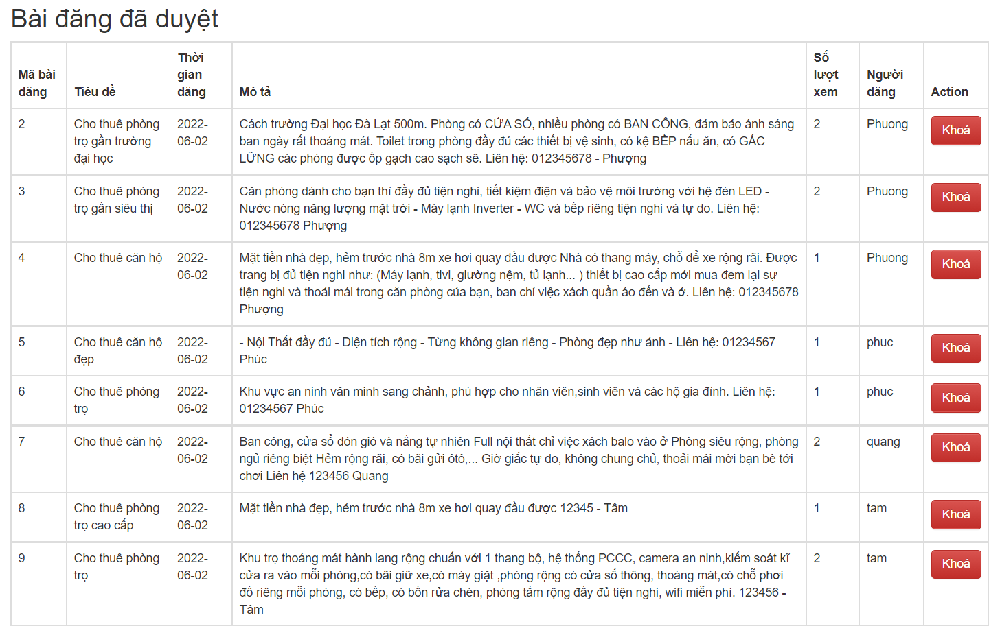 Bài đăng đã duyệt
Mã bài đăng
Tiêu đề
Thời gian đăng
Mô tả
Số lượt xem
Người đăng
Action
2
Cho thuê phòng
trọ gần trường
đại học
2022-
06-02
Cách trường Đại học Đà Lạt 500m. Phòng có CỬA SỔ, nhiều phòng có BAN CÔNG, đảm bảo ánh sáng
ban ngày rất thoáng mát. Toilet trong phòng đầy đủ các thiết bị vệ sinh, có kệ BẾP nấu ăn, có GÁC
LỮNG các phòng được ốp gạch cao sạch sẽ. Liên hệ: 012345678 - Phượng
2
Phuong
Khoá
3
Cho thuê phòng
trọ gần siêu thị
2022-
06-02
Căn phòng dành cho bạn thì đầy đủ tiện nghi, tiết kiệm điện và bảo vệ môi trường với hệ đèn LED -
Nước nóng năng lượng mặt trời - Máy lạnh Inverter - WC và bếp riêng tiện nghi và tự do. Liên hệ:
012345678 Phượng
2
Phuong
Khoá
4
Cho thuê căn hộ
2022-
06-02
Mặt tiền nhà đẹp, hẻm trước nhà 8m xe hơi quay đầu được Nhà có thang máy, chỗ để xe rộng rãi. Được
trang bị đủ tiện nghi như: (Máy lạnh, tivi, giường nệm, tủ lạnh... ) thiết bị cao cấp mới mua đem lại sự
tiện nghi và thoải mái trong căn phòng của bạn, ban chỉ việc xách quần áo đến và ở. Liên hệ: 012345678
Phượng
1
Phuong
Khoá
5
Cho thuê căn hộ
đẹp
2022-
06-02
- Nội Thất đầy đủ - Diện tích rộng - Từng không gian riêng - Phòng đẹp như ảnh - Liên hệ: 01234567
Phúc
1
phuc
Khoá
6
Cho thuê phòng
trọ
2022-
06-02
Khu vực an ninh văn minh sang chảnh, phù hợp cho nhân viên,sinh viên và các hộ gia đình. Liên hệ:
01234567 Phúc
1
phuc
Khoá
7
Cho thuê căn hộ
2022-
06-02
Ban công, cửa sổ đón gió và nắng tự nhiên Full nội thất chỉ việc xách balo vào ở Phòng siêu rộng, phòng
ngủ riêng biệt Hẻm rộng rãi, có bãi gửi ôtô,... Giờ giấc tự do, không chung chủ, thoải mái mời bạn bè tới
chơi Liên hệ 123456 Quang
2
quang
Khoá
8
Cho thuê phòng
trọ cao cấp
2022-
06-02
Mặt tiền nhà đẹp, hẻm trước nhà 8m xe hơi quay đầu được 12345 - Tâm
1
tam
Khoá
9
Cho thuê phòng
trọ
2022-
06-02
Khu trọ thoáng mát hành lang rộng chuẩn với 1 thang bộ, hệ thống PCCC, camera an ninh,kiểm soát kĩ
cửa ra vào mỗi phòng,có bãi giữ xe,có máy giặt ,phòng rộng có cửa sổ thông, thoáng mát,có chỗ phơi
đồ riêng mỗi phòng, có bếp, có bồn rửa chén, phòng tắm rộng đầy đủ tiện nghi, wifi miễn phí. 123456 -
Tâm
2
tam
Khoá